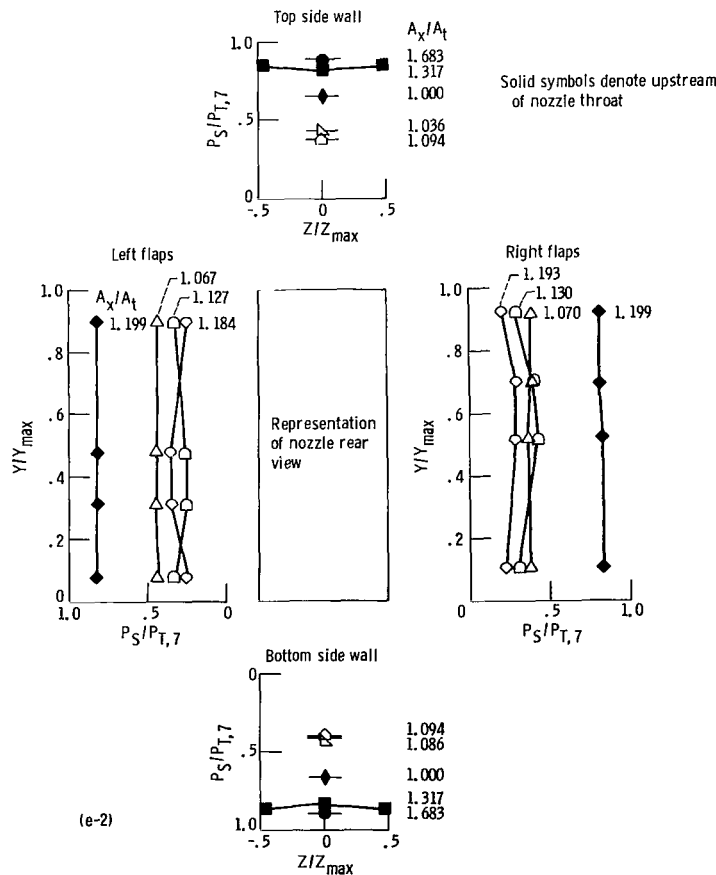 Top side wall
A_x/A_t
1.0
1.683
1.317
Solid symbols denote upstream
of nozzle throat
1.000
P_S/P_T,7
.5
1.036
1.094
0
-.5
0
.5
Z/Z_max
Left flaps
1.067
1.127
A_x/A_t
1.199
1.184
1.0
.8
.6
.4
.2
0
Y/Y_max
1.0
.5
0
P_S/P_T,7
Representation
of nozzle rear
view
Right flaps
1.193
1.130
1.070
1.199
1.0
.8
.6
.4
.2
0
Y/Y_max
0
.5
1.0
P_S/P_T,7
Bottom side wall
0
P_S/P_T,7
.5
1.0
1.094
1.086
1.000
1.317
1.683
-.5
0
.5
Z/Z_max
(e-2)